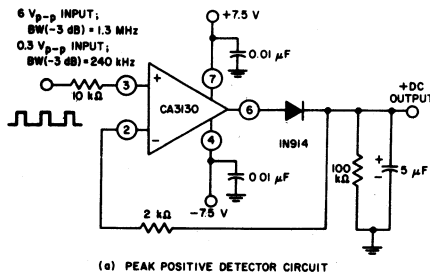 6 Vp-p INPUT;
BW(-3 dB) = 1.3 MHz
0.3 Vp-p INPUT;
BW(-3 dB) = 240 kHz
+7.5 V
0.01 μF
7
3
+
10 kΩ
CA3130
6
+DC
OUTPUT
2
-
4
IN914
0.01 μF
-7.5 V
100
kΩ
+
-
5 μF
2 kΩ
(a) PEAK POSITIVE DETECTOR CIRCUIT